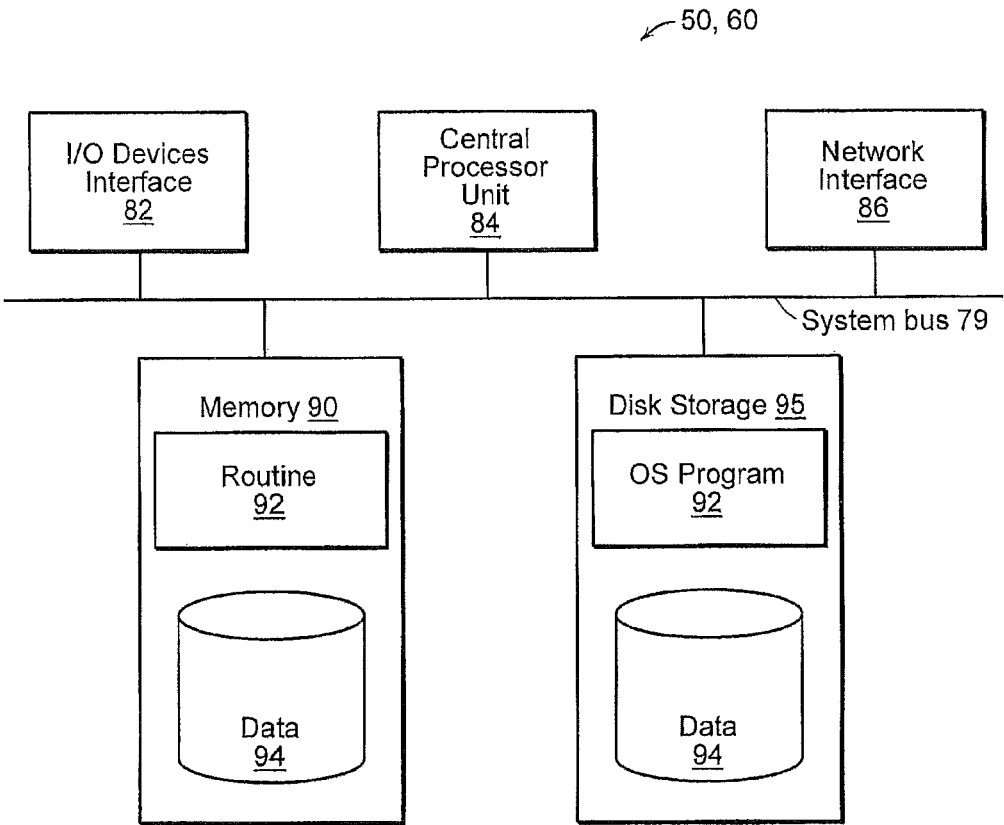 50, 60
I/O Devices
Interface
82
Central
Processor
Unit
84
Network
Interface
86
System bus 79
Memory 90
Routine
92
Data
94
Disk Storage 95
OS Program
92
Data
94